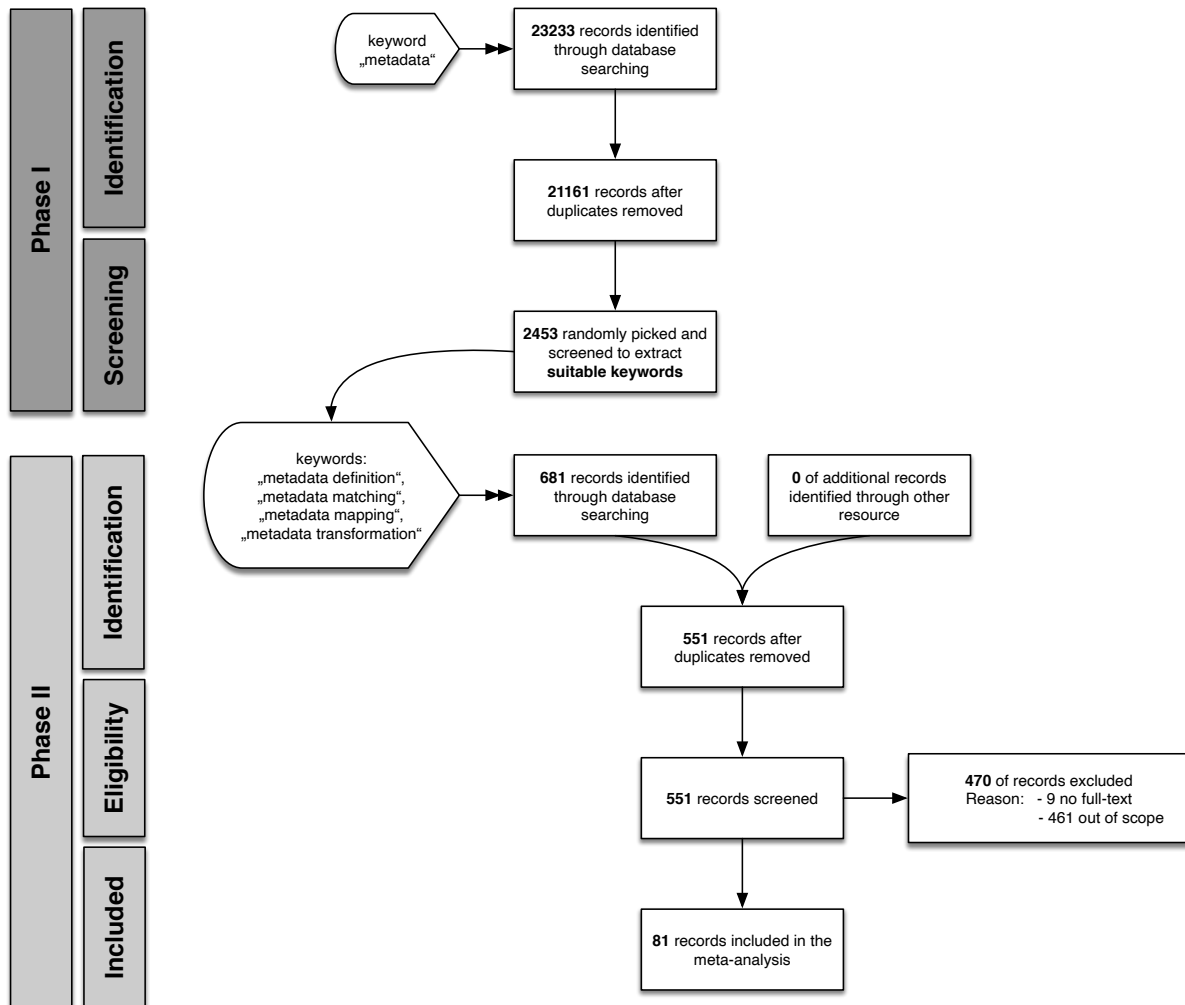 Phase I
Identification
Screening
keyword
„metadata“
23233 records identified
through database
searching
21161 records after
duplicates removed
2453 randomly picked and
screened to extract
suitable keywords
Phase II
Identification
Eligibility
Included
keywords:
„metadata definition“,
„metadata matching“,
„metadata mapping“,
„metadata transformation“
681 records identified
through database
searching
0 of additional records
identified through other
resource
551 records after
duplicates removed
551 records screened
470 of records excluded
Reason: - 9 no full-text
- 461 out of scope
81 records included in the
meta-analysis